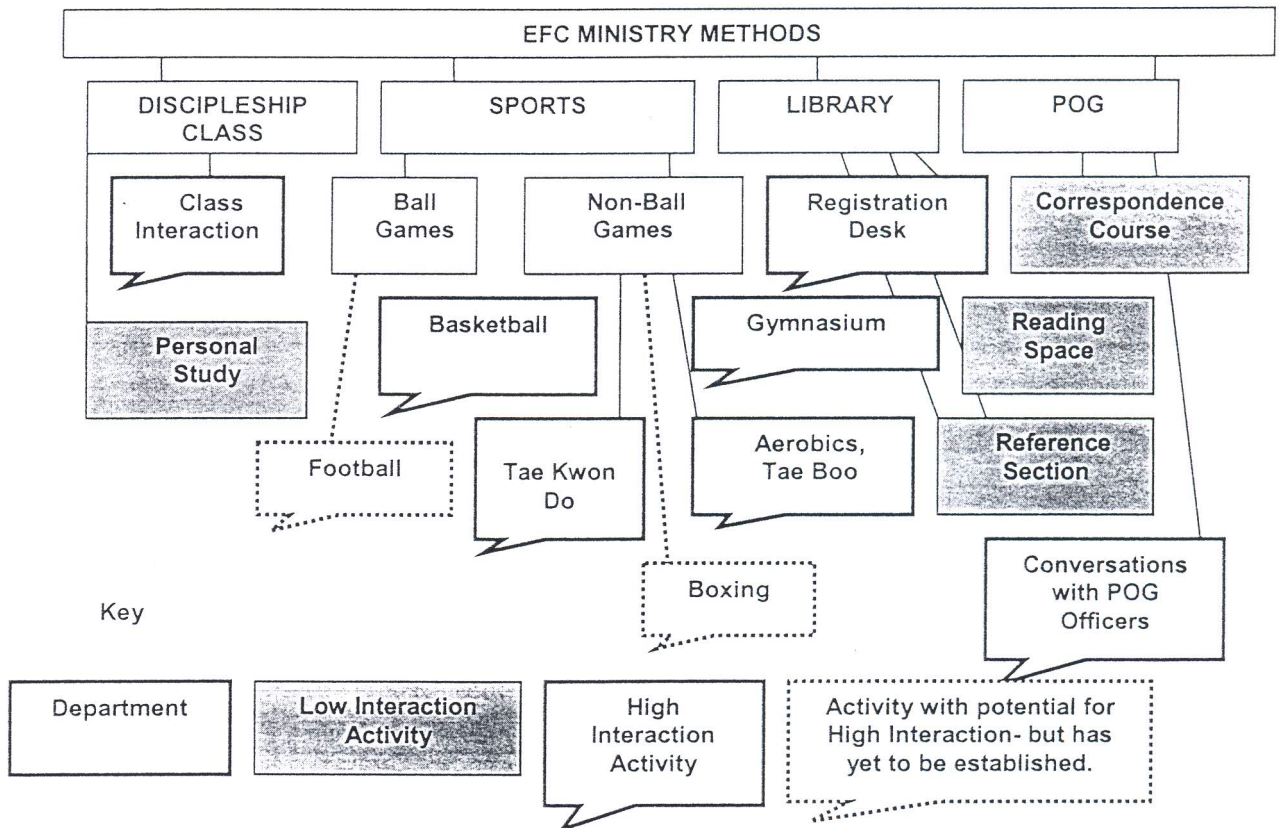 EFC MINISTRY METHODS
DISCIPLESHIP
CLASS
SPORTS
LIBRARY
POG
Class
Interaction
Ball
Games
Non-Ball
Games
Registration
Desk
Correspondence
Course
Personal
Study
Basketball
Gymnasium
Reading
Space
Football
Tae Kwon
Do
Aerobics,
Tae Boo
Reference
Section
Boxing
Conversations
with POG
Officers
Key
Department
Low Interaction
Activity
High
Interaction
Activity
Activity with potential for
High Interaction- but has
yet to be established.